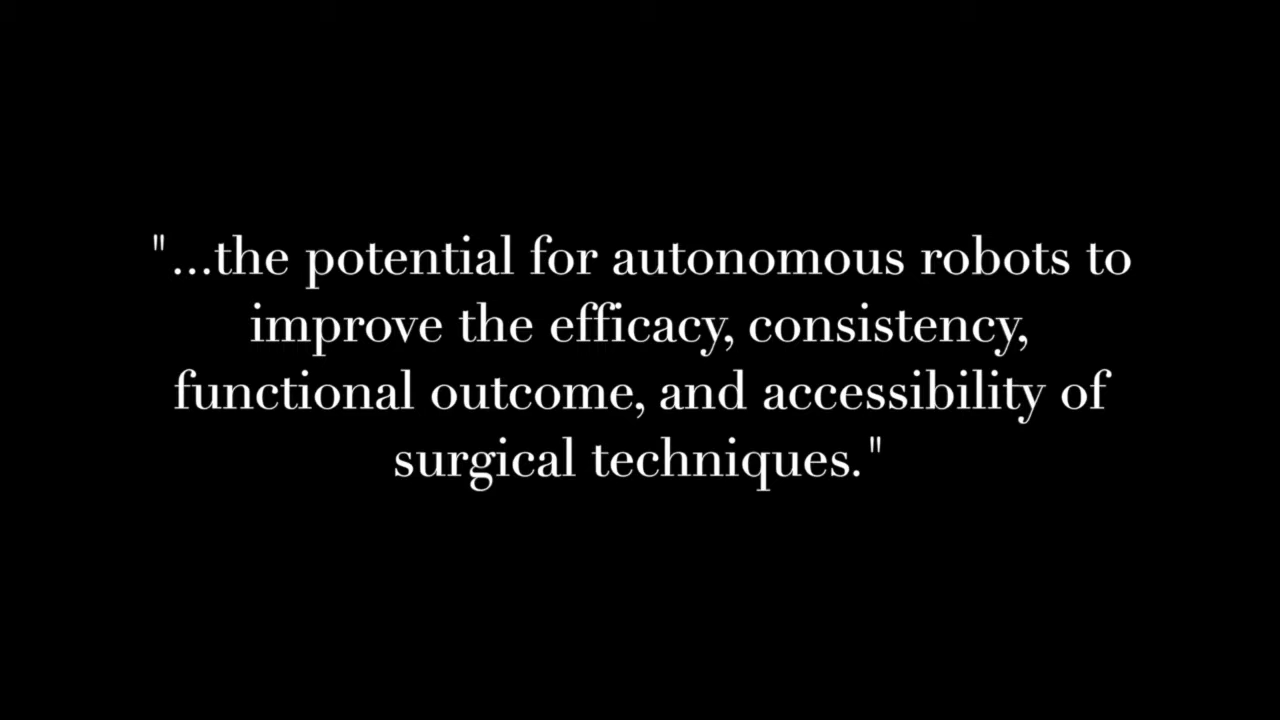 "...the potential for autonomous robots to
improve the efficacy, consistency,
functional outcome, and accessibility of
surgical techniques."